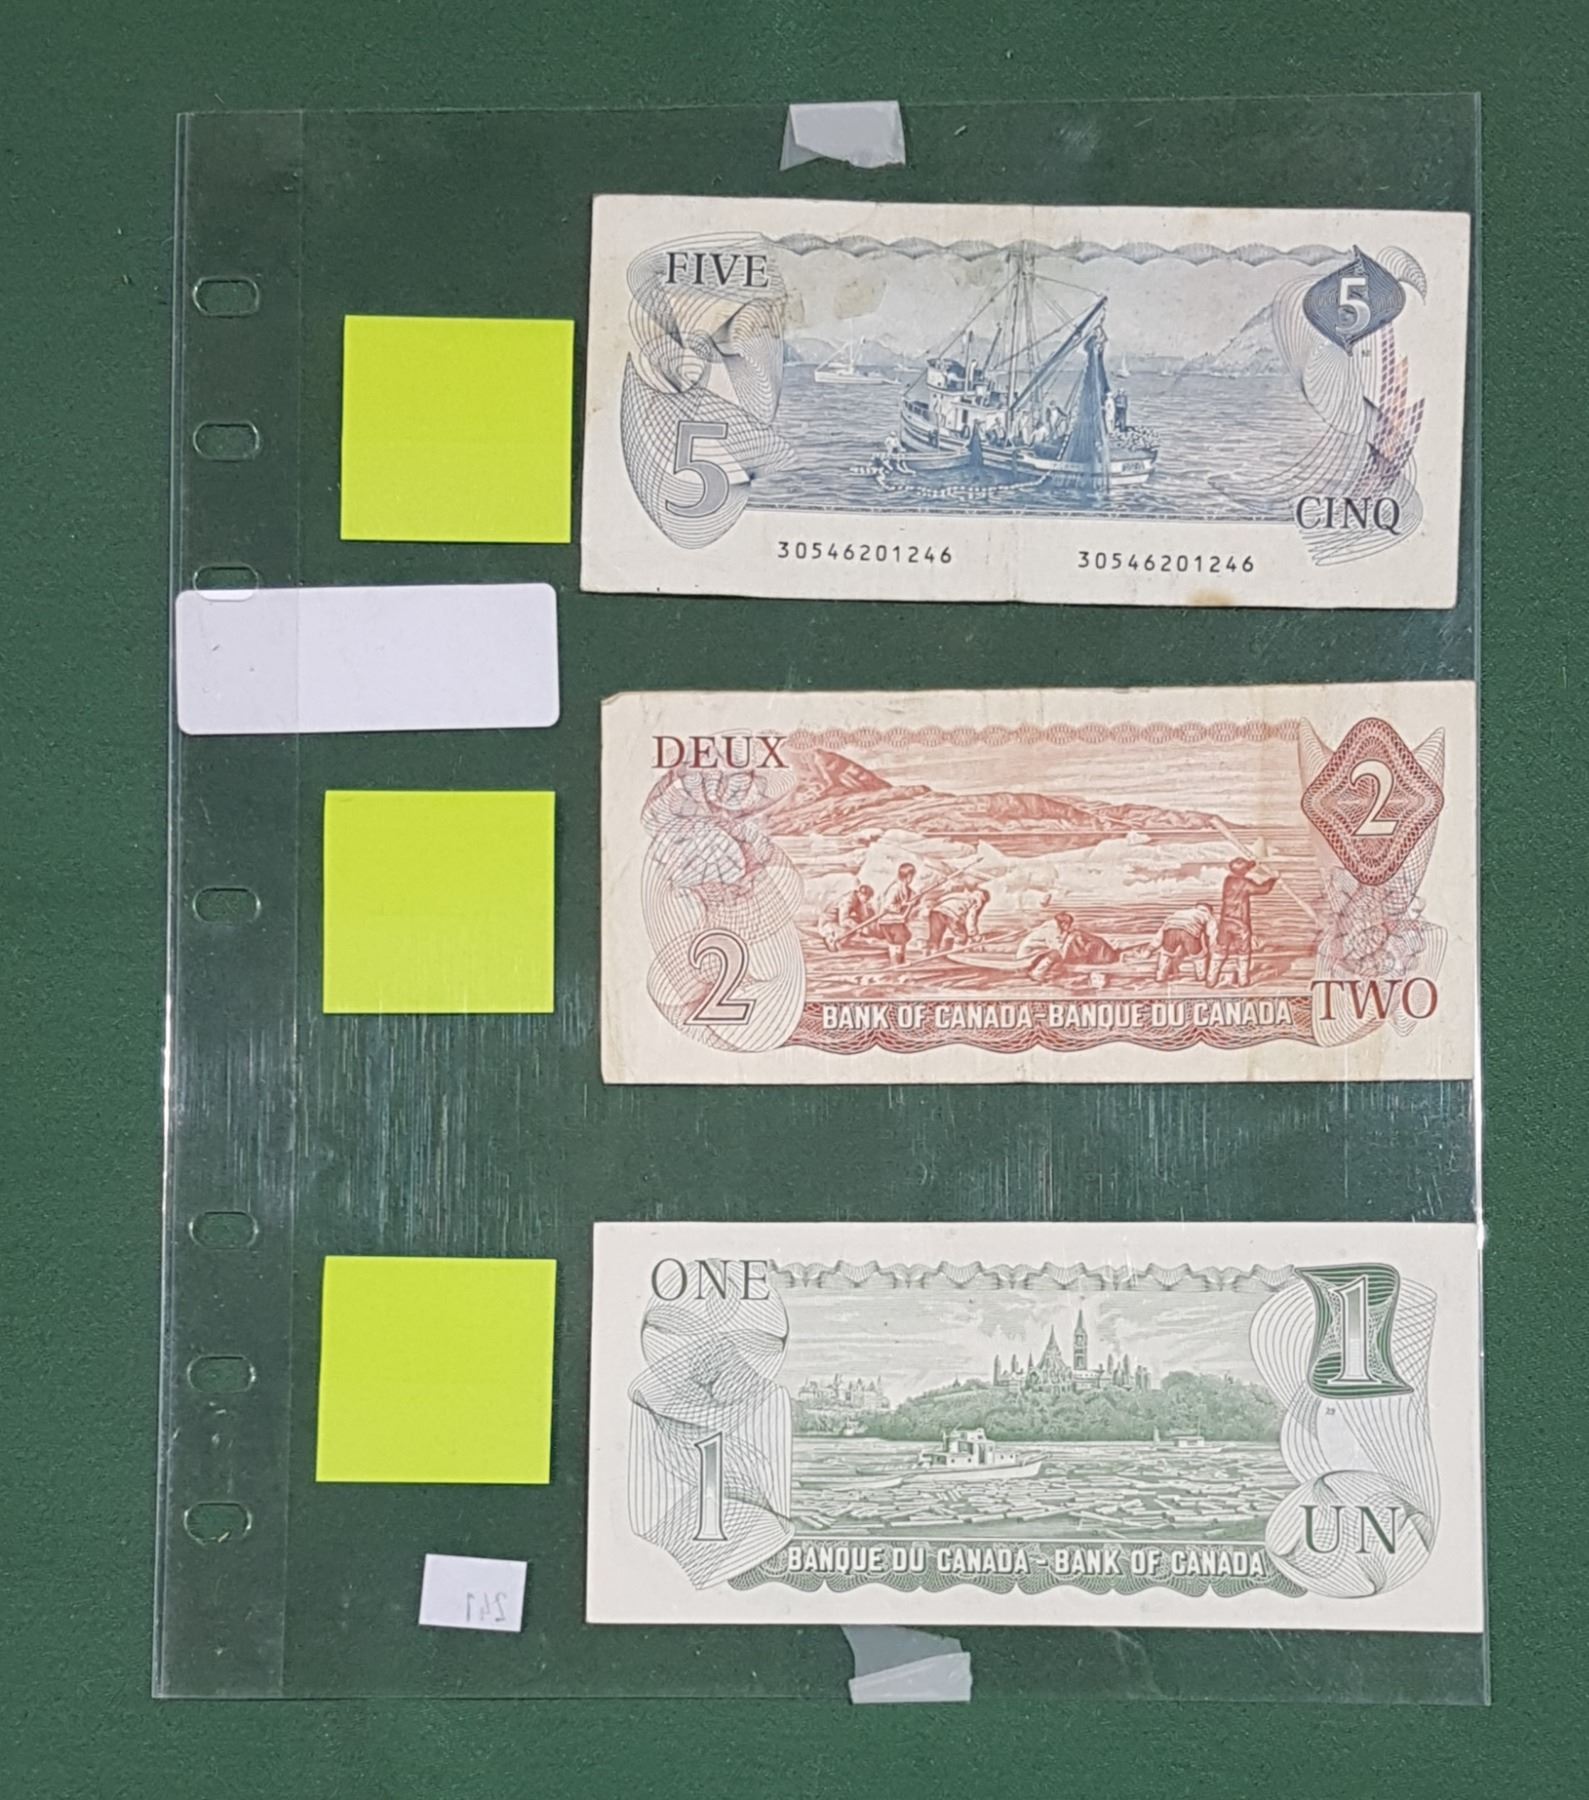 FIVE
5
5
CINQ
30546201246 30546201246
DEUX
2
2
BANK OF CANADA - BANQUE DU CANADA
TWO
ONE
1
1
UN
BANQUE DU CANADA - BANK OF CANADA
241